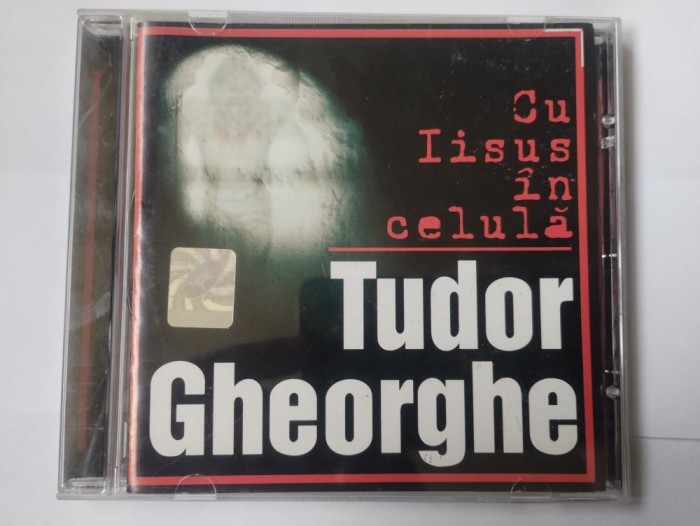 Cu
Iisus
în
celulă
Tudor
Gheorghe